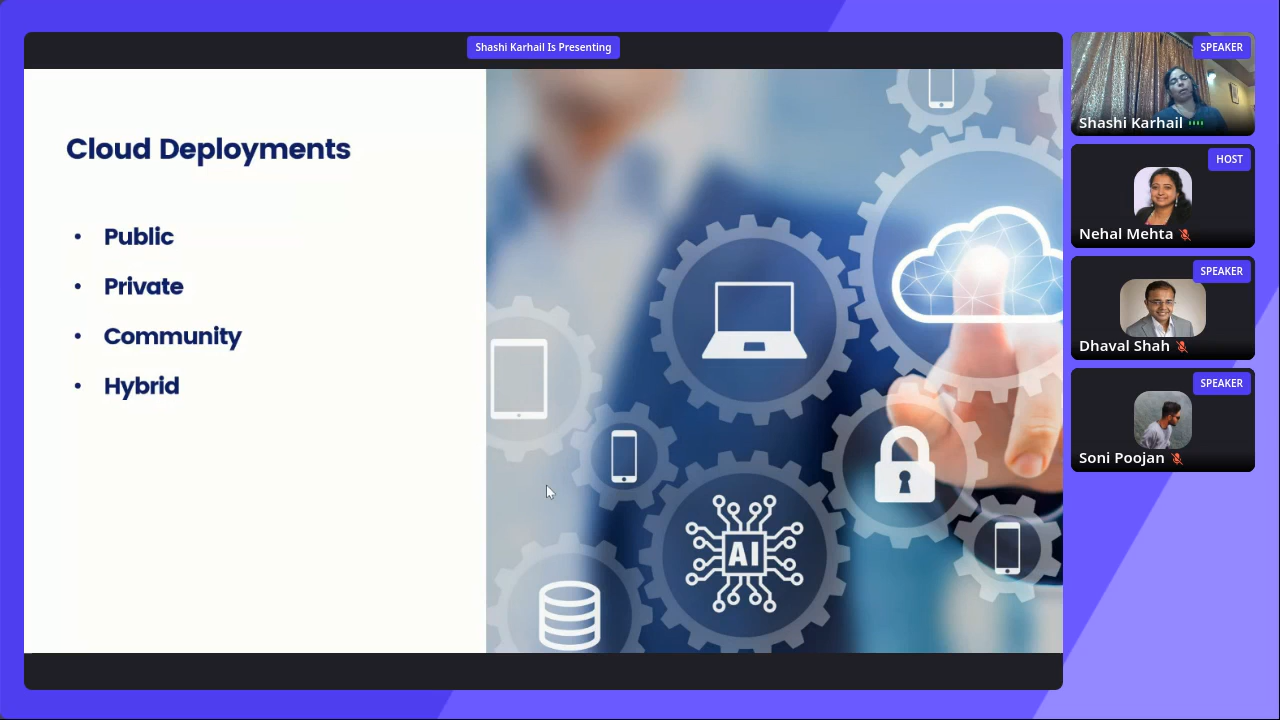 Shashi Karhail Is Presenting
Cloud Deployments
• Public
• Private
• Community
• Hybrid
AI
SPEAKER
Shashi Karhail
HOST
Nehal Mehta
SPEAKER
Dhaval Shah
SPEAKER
Soni Poojan